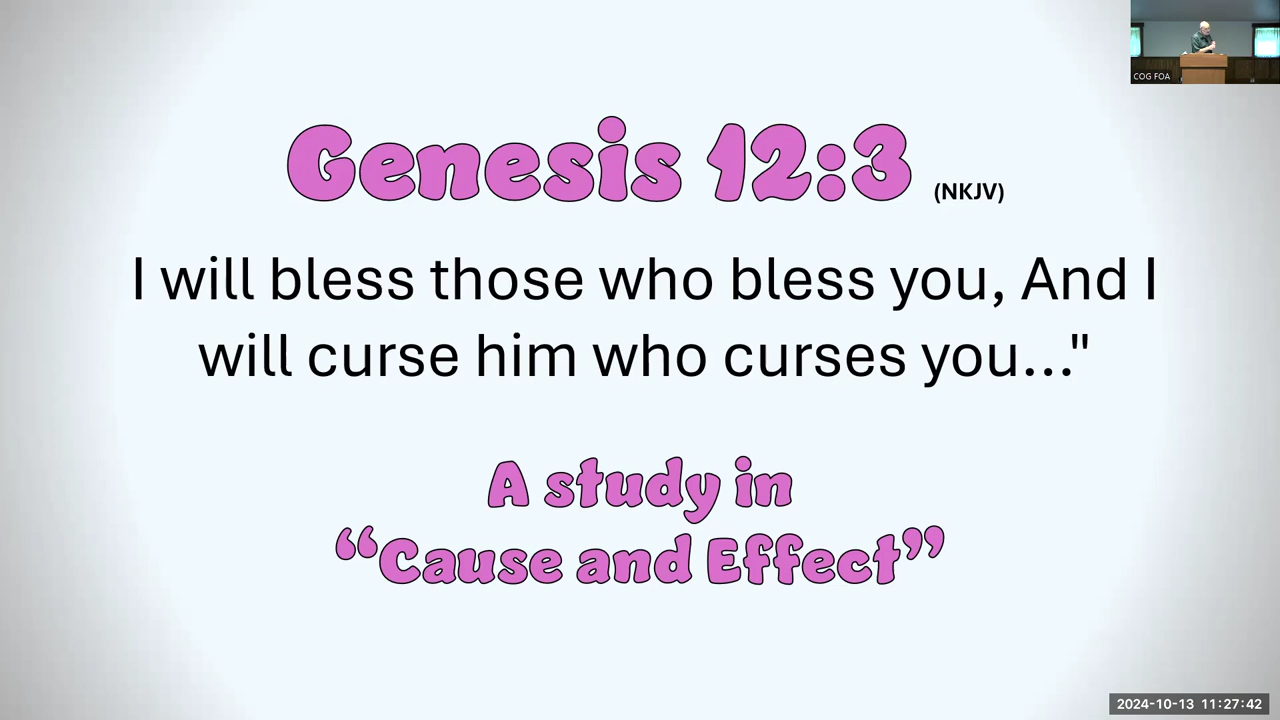 COG FOA
Genesis 12:3 (NKJV)
I will bless those who bless you, And I
will curse him who curses you..."
A study in
“Cause and Effect”
2024-10-13 11:27:42